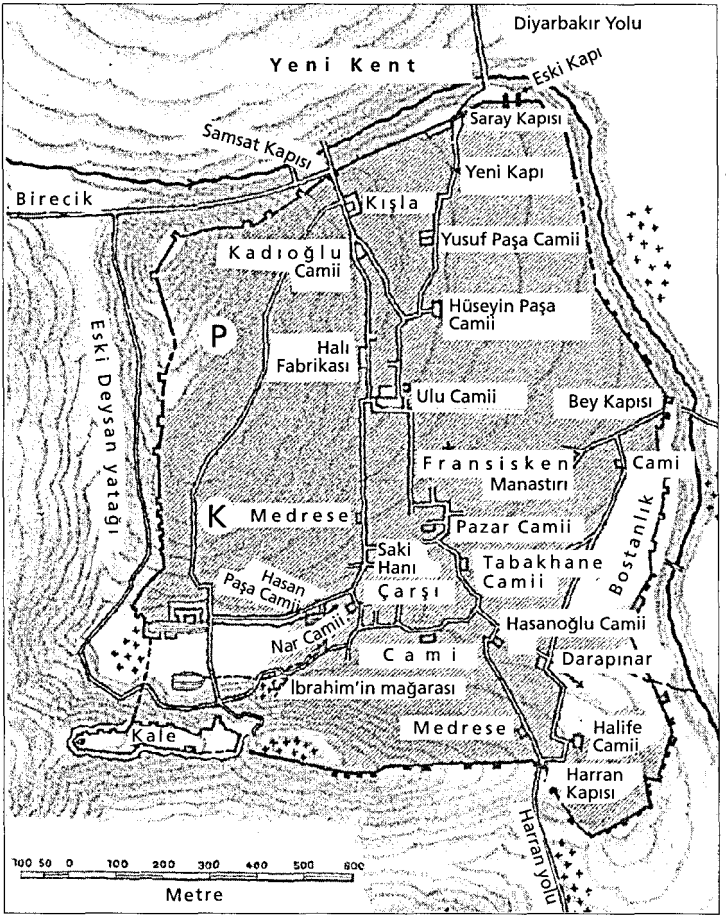 Diyarbakır Yolu
Yeni Kent
Eski Kapı
Saray Kapısı
Samsat Kapısı
Yeni Kapı
Birecik
Kışla
Yusuf Paşa Camii
Kadıoğlu
Camii
Hüseyin Paşa
Camii
P
Halı
Fabrikası
Eski Deysan yatağı
Ulu Camii
Bey Kapısı
Fransisken
Manastırı
Cami
K
Medrese
Pazar Camii
Saki
Hanı
Tabakhane
Camii
Bostanlık
Hasan
Paşa Camii
Çarşı
Nar Camii
Hasanoğlu Camii
Cami
Darapınar
İbrahim'in mağarası
Kale
Medrese
Halife
Camii
Harran
Kapısı
Harran yolu
100 50 0 100 200 300 400 500 600
Metre